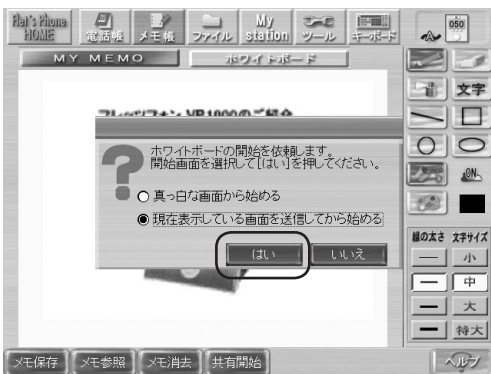 Flet's Phone HOME
電話帳
メモ帳
ファイル
My station
ツール
キーボード
050
MY MEMO
ホワイトボード
文字
フレッツフォン VP1000のご紹介
ホワイトボードの開始を依頼します。
開始画面を選択して[はい]を押してください。
真っ白な画面から始める
現在表示している画面を送信してから始める
はい
いいえ
ON
線の太さ
文字サイズ
小
中
大
特大
メモ保存
メモ参照
メモ消去
共有開始
ヘルプ